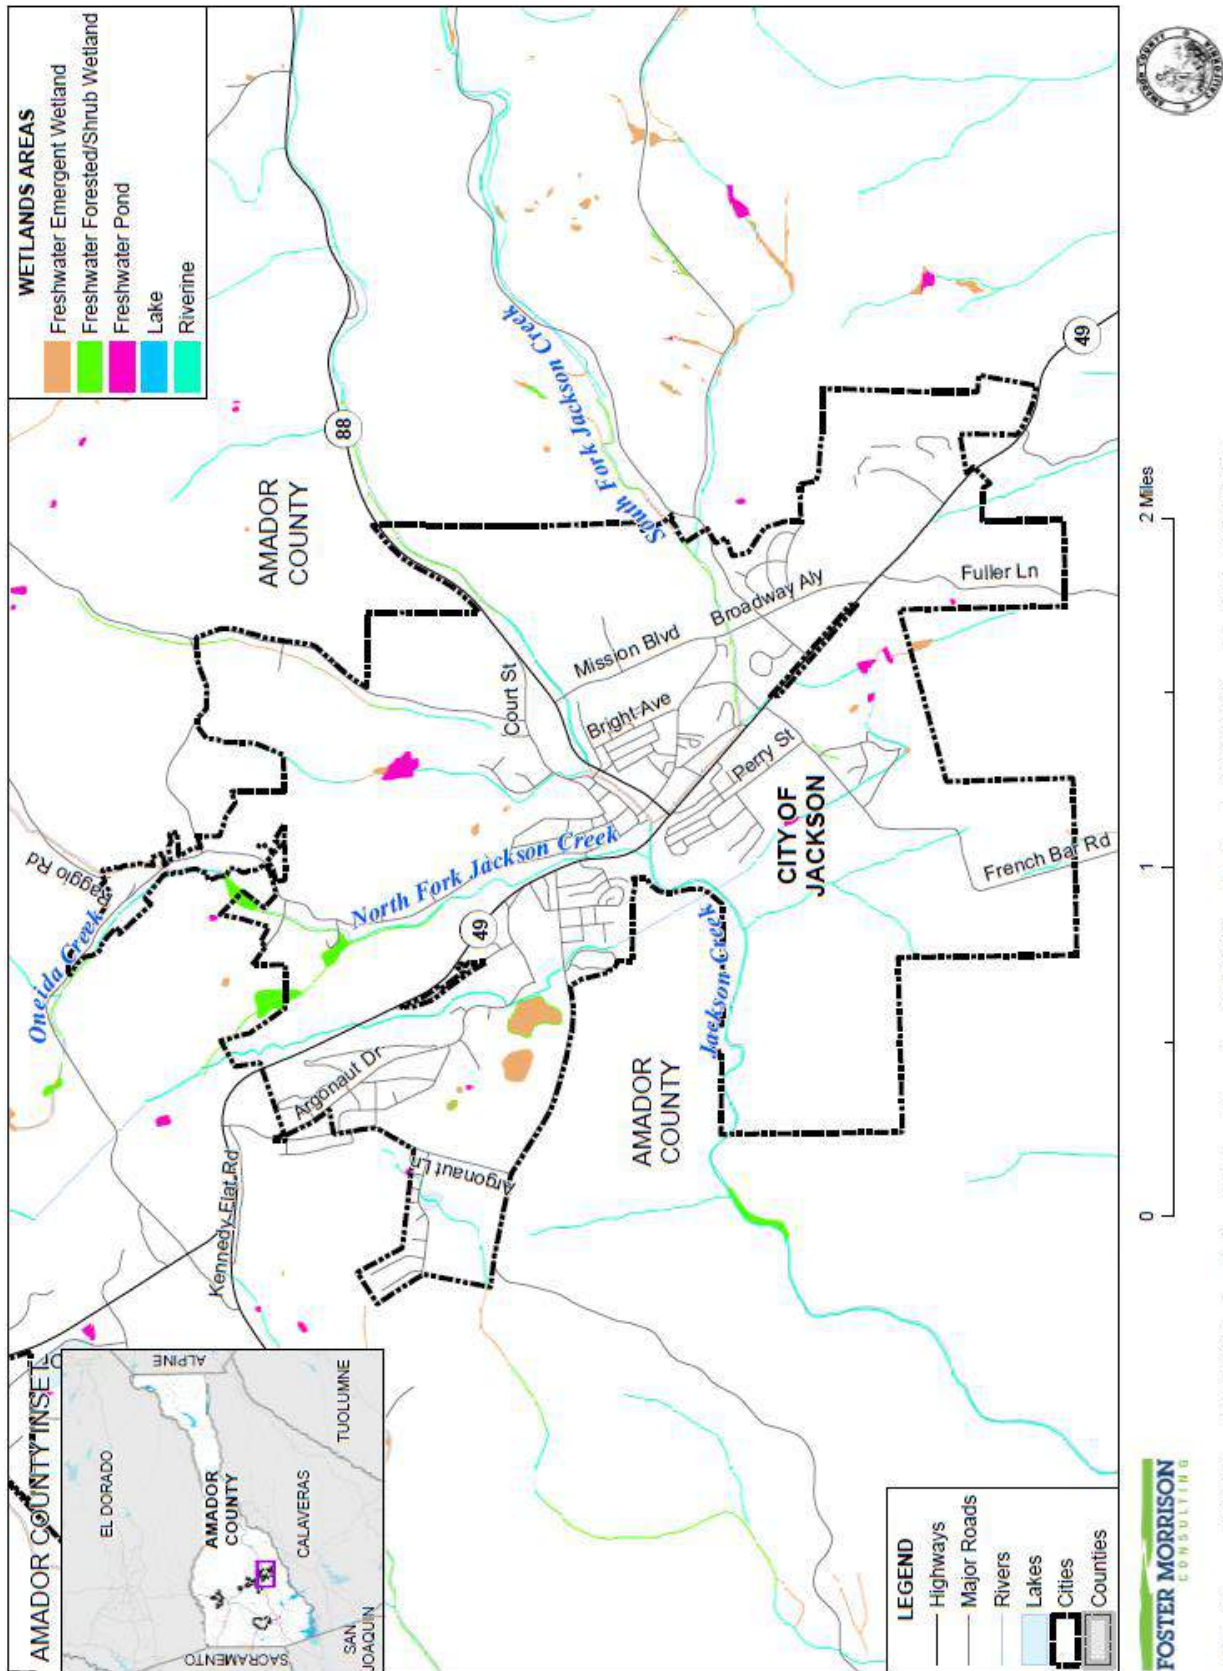 AMADOR COUNTY INSET
EL DORADO
ALPINE
AMADOR
COUNTY
SACRAMENTO
CALAVERAS
TUOLUMNE
SAN
JOAQUIN
WETLANDS AREAS
Freshwater Emergent Wetland
Freshwater Forested/Shrub Wetland
Freshwater Pond
Lake
Riverine
Oneida Creek
Kennedy Flat Rd
Argonaut Dr
Argonaut Ln
North Fork Jackson Creek
49
AMADOR
COUNTY
88
Court St
Mission Blvd
Bright Ave
Broadway Aly
Perry St
South Fork Jackson Creek
AMADOR
COUNTY
Jackson Creek
CITY OF
JACKSON
French Bar Rd
Fuller Ln
49
LEGEND
Highways
Major Roads
Rivers
Lakes
Cities
Counties
0
1
2 Miles
FOSTER MORRISON
CONSULTING
AMADOR COUNTY
CALIFORNIA